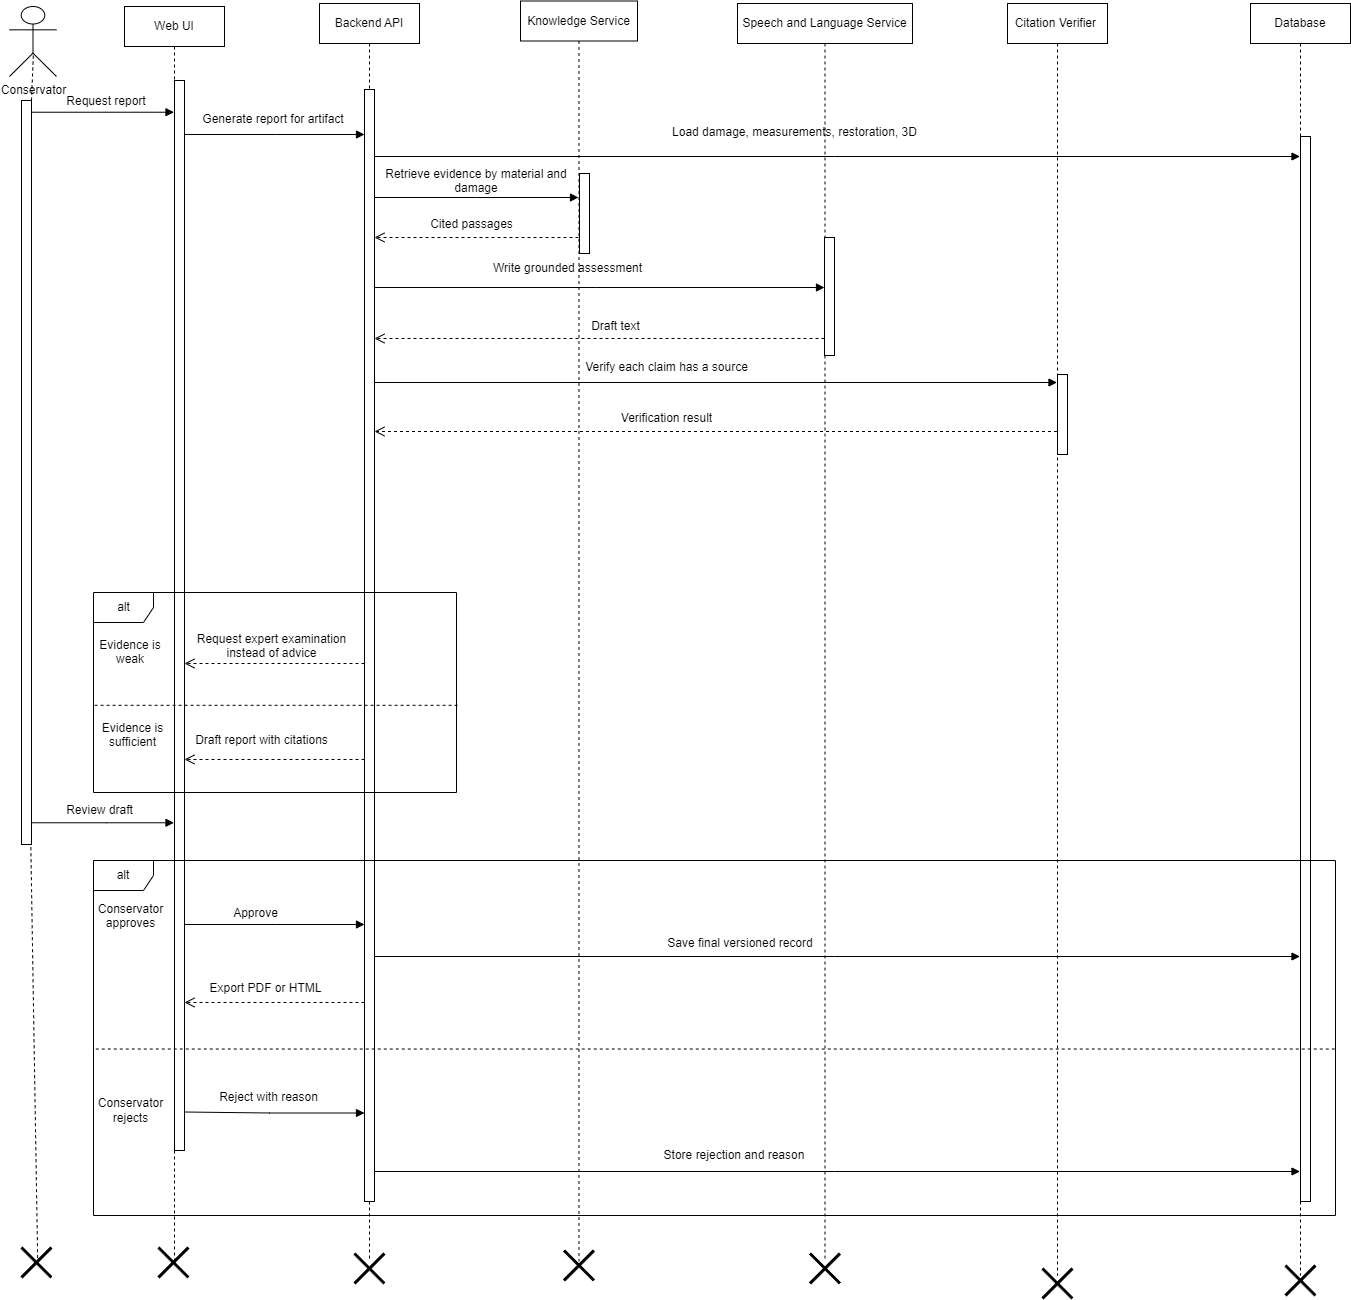 Conservator
Web UI
Backend API
Knowledge Service
Speech and Language Service
Citation Verifier
Database
Request report
Generate report for artifact
Load damage, measurements, restoration, 3D
Retrieve evidence by material and
damage
Cited passages
Write grounded assessment
Draft text
Verify each claim has a source
Verification result
alt
Evidence is
weak
Request expert examination
instead of advice
Evidence is
sufficient
Draft report with citations
Review draft
alt
Conservator
approves
Approve
Save final versioned record
Export PDF or HTML
Conservator
rejects
Reject with reason
Store rejection and reason